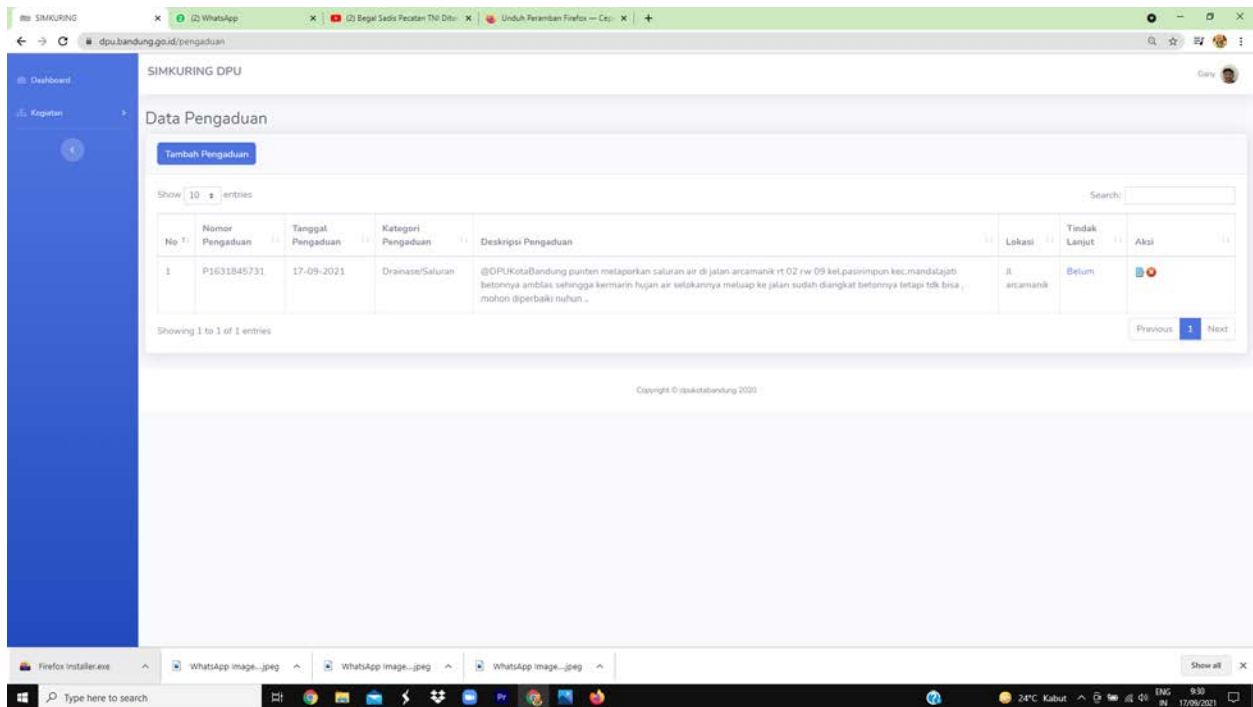 SIMKURING
(2) WhatsApp
(2) Begal Sadis Pecatan TNI Ditu
Unduh Peramban Firefox — Cep
dpu.bandung.go.id/pengaduan
Dashboard
SIMKURING DPU
Gany
Kegiatan
Data Pengaduan
Tambah Pengaduan
Show 10 entries
Search:
No
Nomor Pengaduan
Tanggal Pengaduan
Kategori Pengaduan
Deskripsi Pengaduan
Lokasi
Tindak Lanjut
Aksi
1
P1631845731
17-09-2021
Drainase/Saluran
@DPUKotaBandung punten melaporkan saluran air di jalan arcamanik rt 02 rw 09 kel.pasirimpun kec.mandalajati
betonnya amblas sehingga kermarin hujan air selokannya meluap ke jalan sudah diangkat betonnya tetapi tdk bisa ,
mohon diperbaiki nuhun ..
Jl.
arcamanik
Belum
Showing 1 to 1 of 1 entries
Previous 1 Next
Copyright © dpukotabandung 2020
Firefox Installer.exe
WhatsApp Image....jpeg
WhatsApp Image....jpeg
WhatsApp Image....jpeg
Show all
Type here to search
24°C Kabut
ENG
IN
9:30
17/09/2021